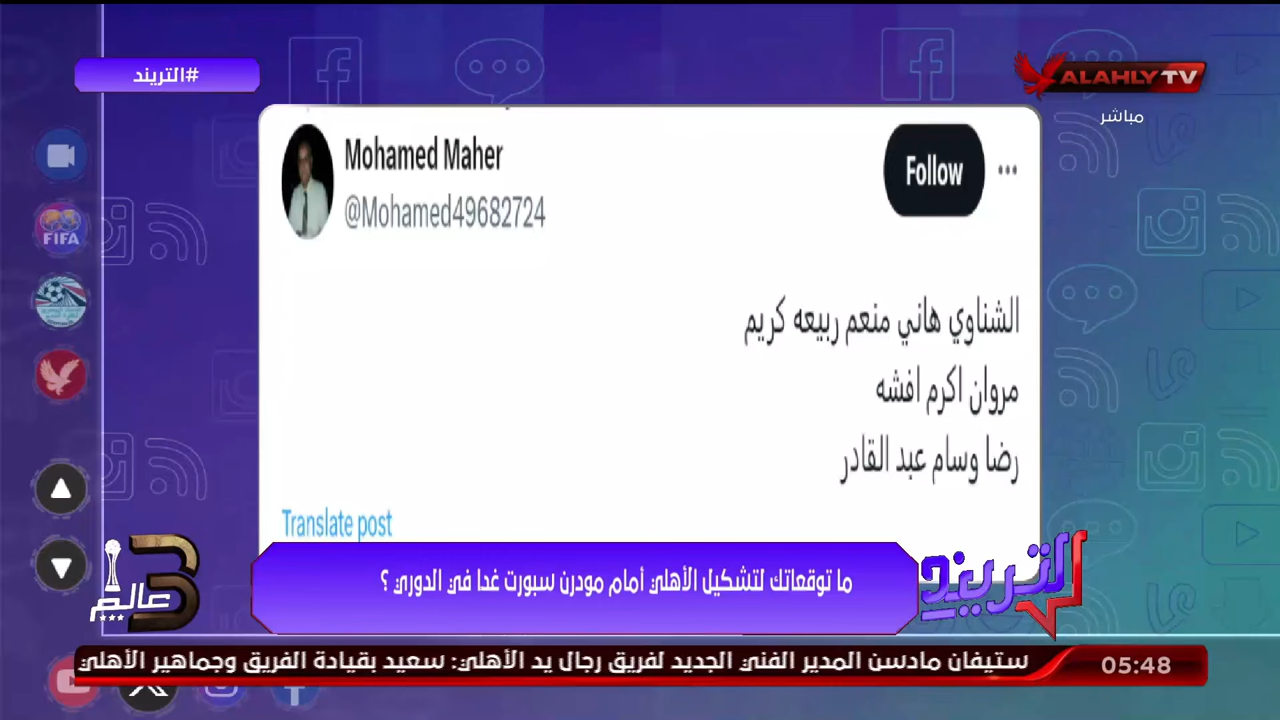 #التريند
ALAHLY TV
مباشر
Mohamed Maher
@Mohamed49682724
Follow
FIFA
الشناوي هاني منعم ربيعه كريم
مروان اكرم افشه
رضا وسام عبد القادر
Translate post
ما توقعاتك لتشكيل الأهلي أمام مودرن سبورت غدا في الدوري ؟
التريند
عالم 3
ستيفان مادسن المدير الفني الجديد لفريق رجال يد الأهلي: سعيد بقيادة الفريق وجماهير الأهلي
05:48